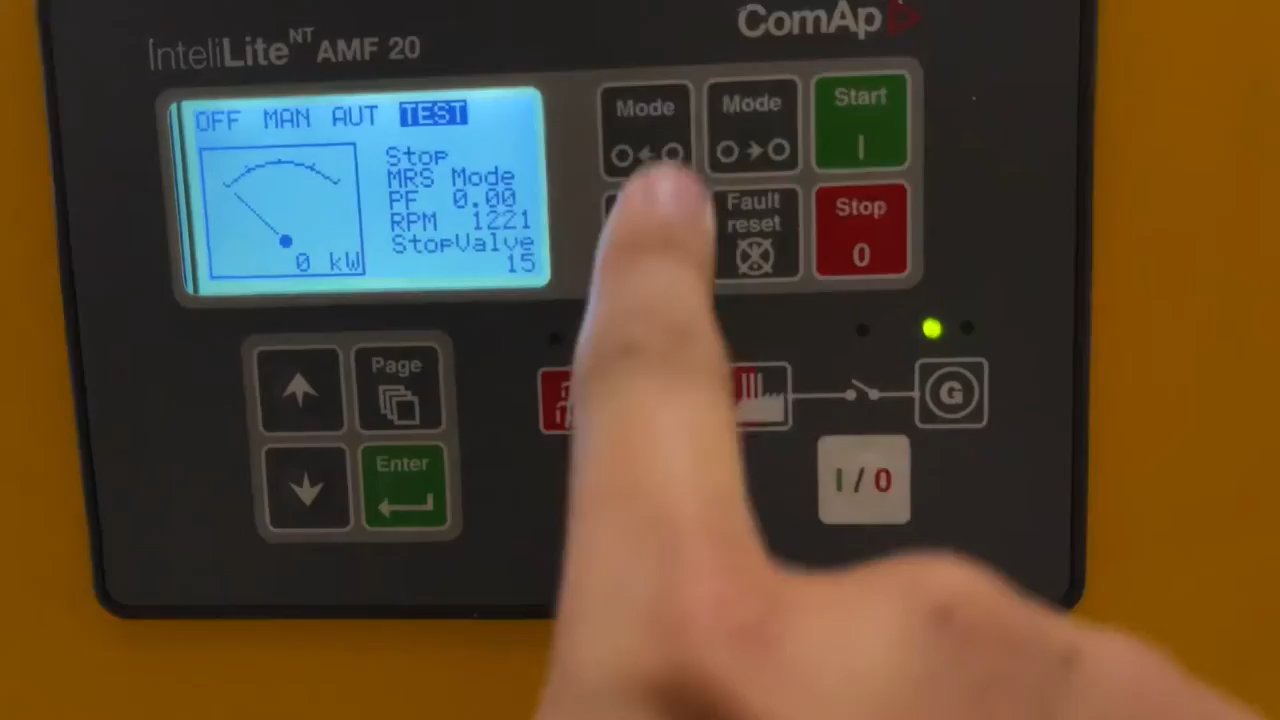 InteliLite NT AMF 20
ComAp
OFF MAN AUT TEST
Stop
MRS Mode
PF 0.00
RPM 1221
StopValve
15
0 kW
Mode
Mode
Start
I
Fault
reset
Stop
0
Page
Enter
G
I / 0